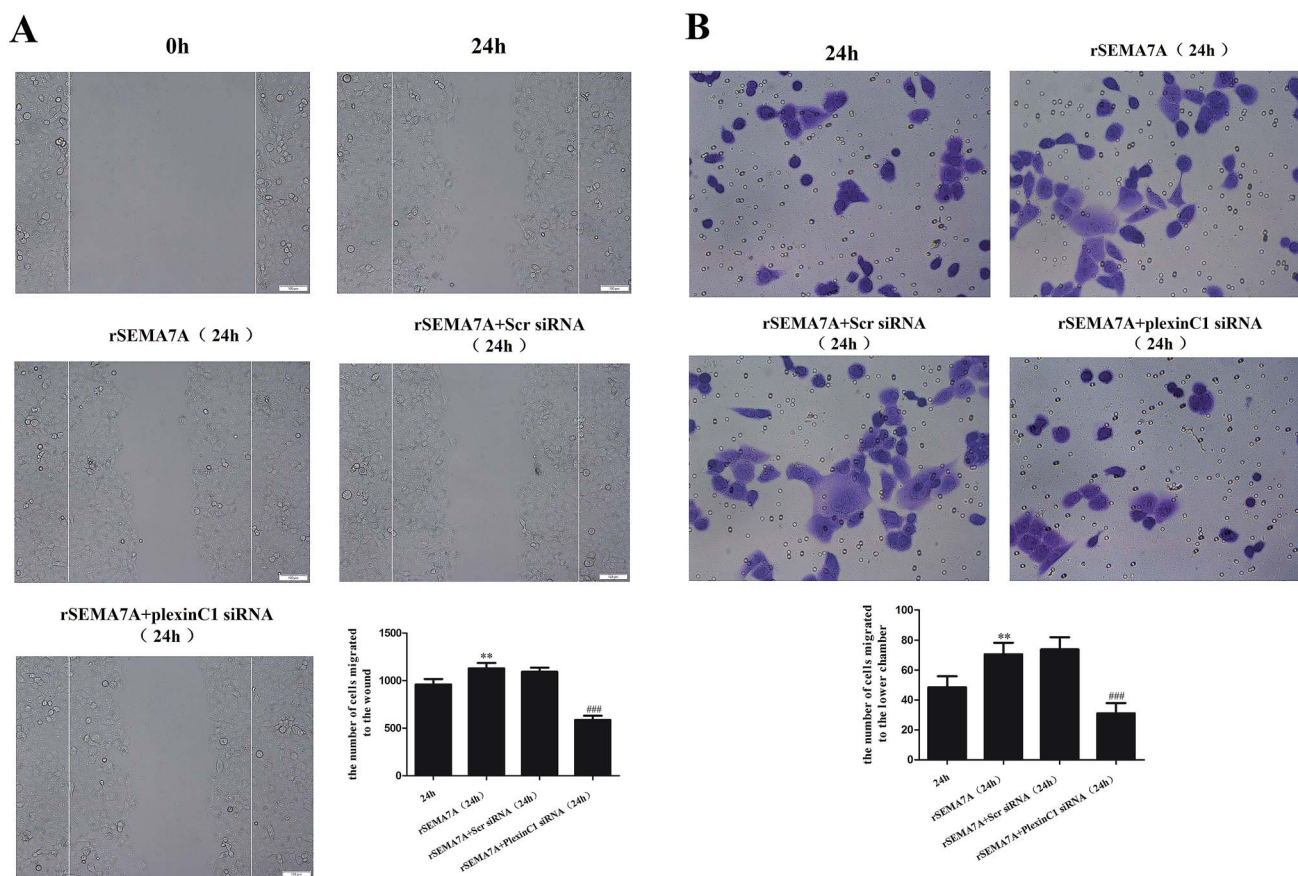 A
0h
24h
rSEMA7A（24h）
rSEMA7A+Scr siRNA
（24h）
rSEMA7A+plexinC1 siRNA
（24h）
the number of cells migrated
to the wound
1500
1000
500
0
**
###
24h
rSEMA7A（24h）
rSEMA7A+Scr siRNA（24h）
rSEMA7A+PlexinC1 siRNA（24h）
B
24h
rSEMA7A（24h）
rSEMA7A+Scr siRNA
（24h）
rSEMA7A+plexinC1 siRNA
（24h）
the number of cells migrated
to the lower chamber
100
80
60
40
20
0
**
###
24h
rSEMA7A（24h）
rSEMA7A+Scr siRNA（24h）
rSEMA7A+PlexinC1 siRNA（24h）